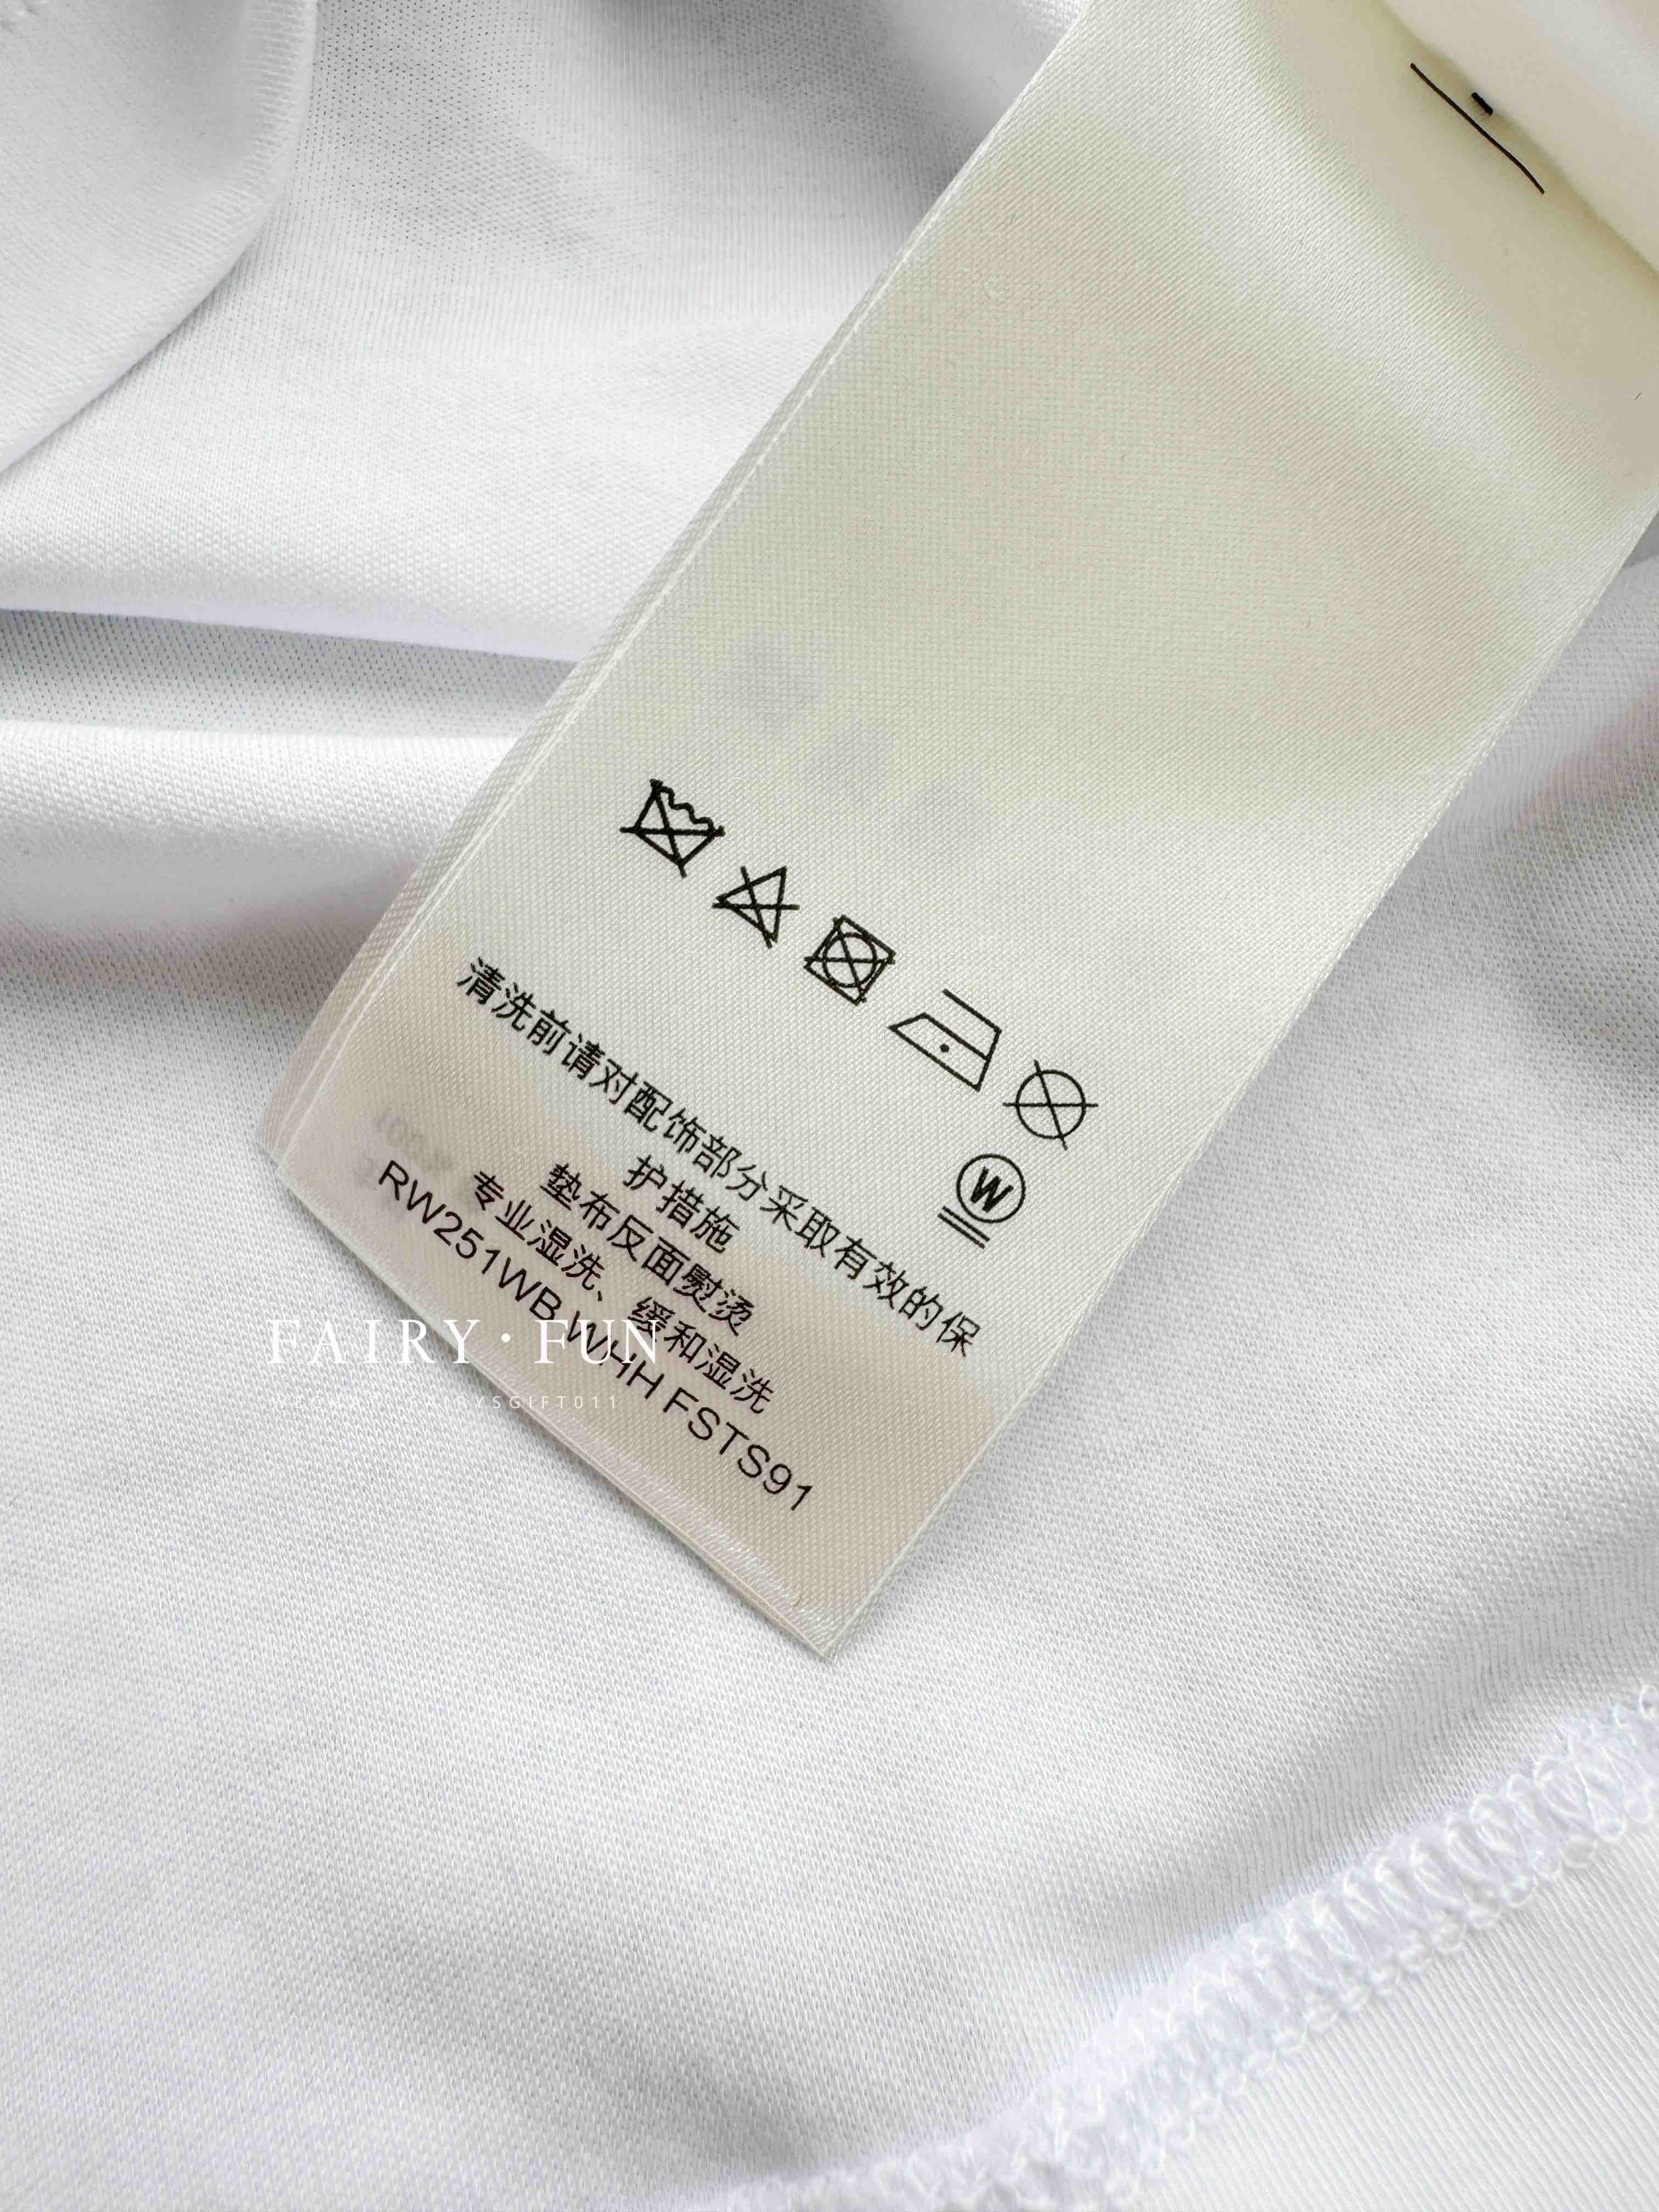 W
清洗前请对配饰部分采取有效的保
护措施
垫布反面熨烫
专业湿洗、缓和湿洗
RW251WB WHH FSTS91
FAIRY·FUN